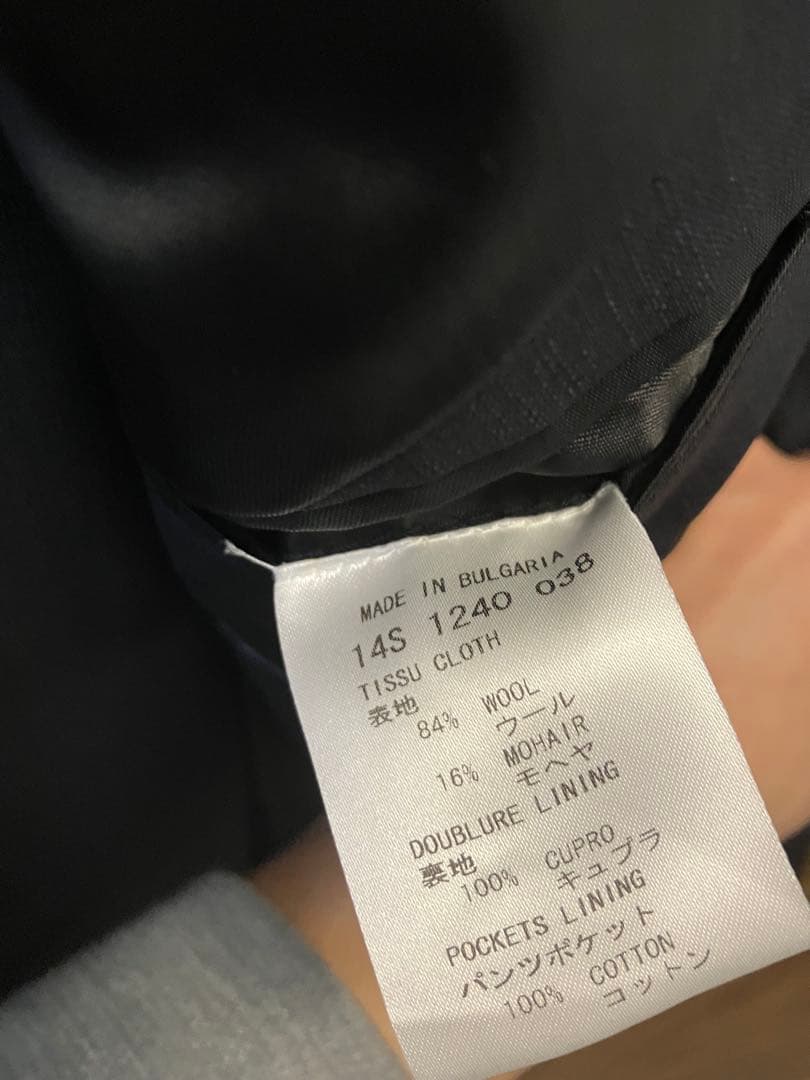 MADE IN BULGARIA
14S 1240 038
TISSU CLOTH
表地
84% WOOL
ウール
16% MOHAIR
モヘヤ
DOUBLURE LINING
裏地
100% CUPRO
キュプラ
POCKETS LINING
パンツポケット
100% COTTON
コットン